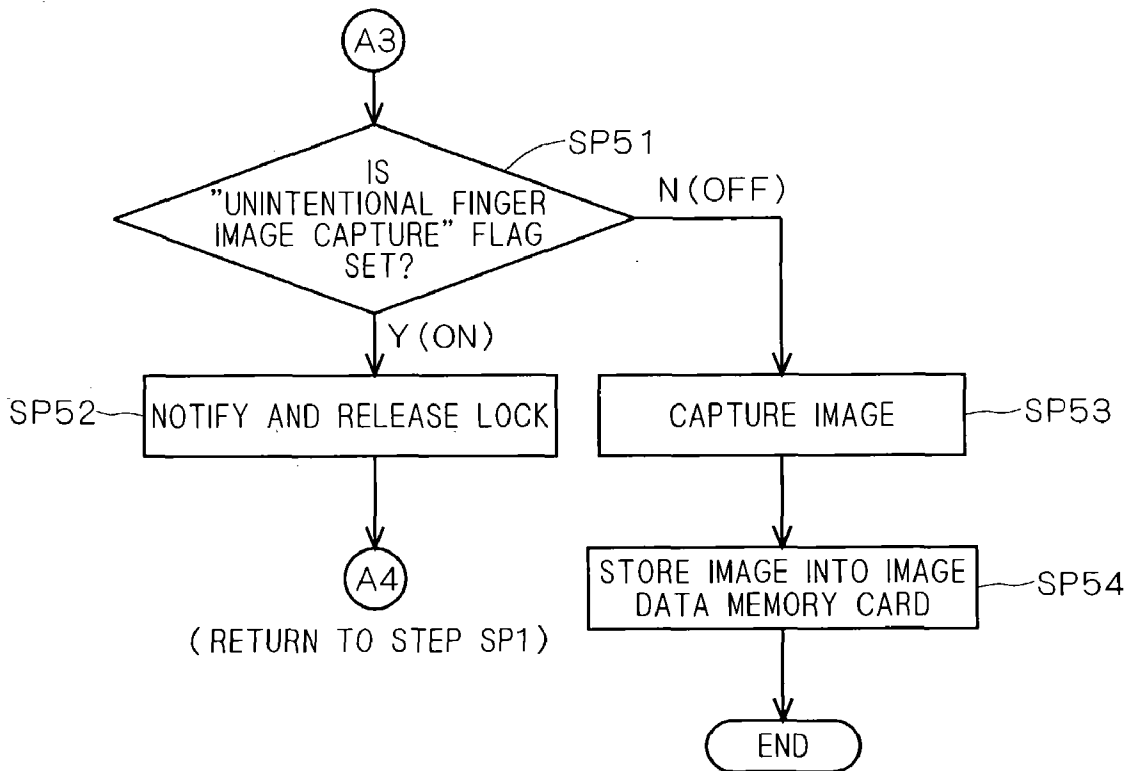 A3
SP51
IS
"UNINTENTIONAL FINGER
IMAGE CAPTURE" FLAG
SET?
N(OFF)
Y(ON)
SP52
NOTIFY AND RELEASE LOCK
CAPTURE IMAGE
SP53
A4
(RETURN TO STEP SP1)
STORE IMAGE INTO IMAGE
DATA MEMORY CARD
SP54
END